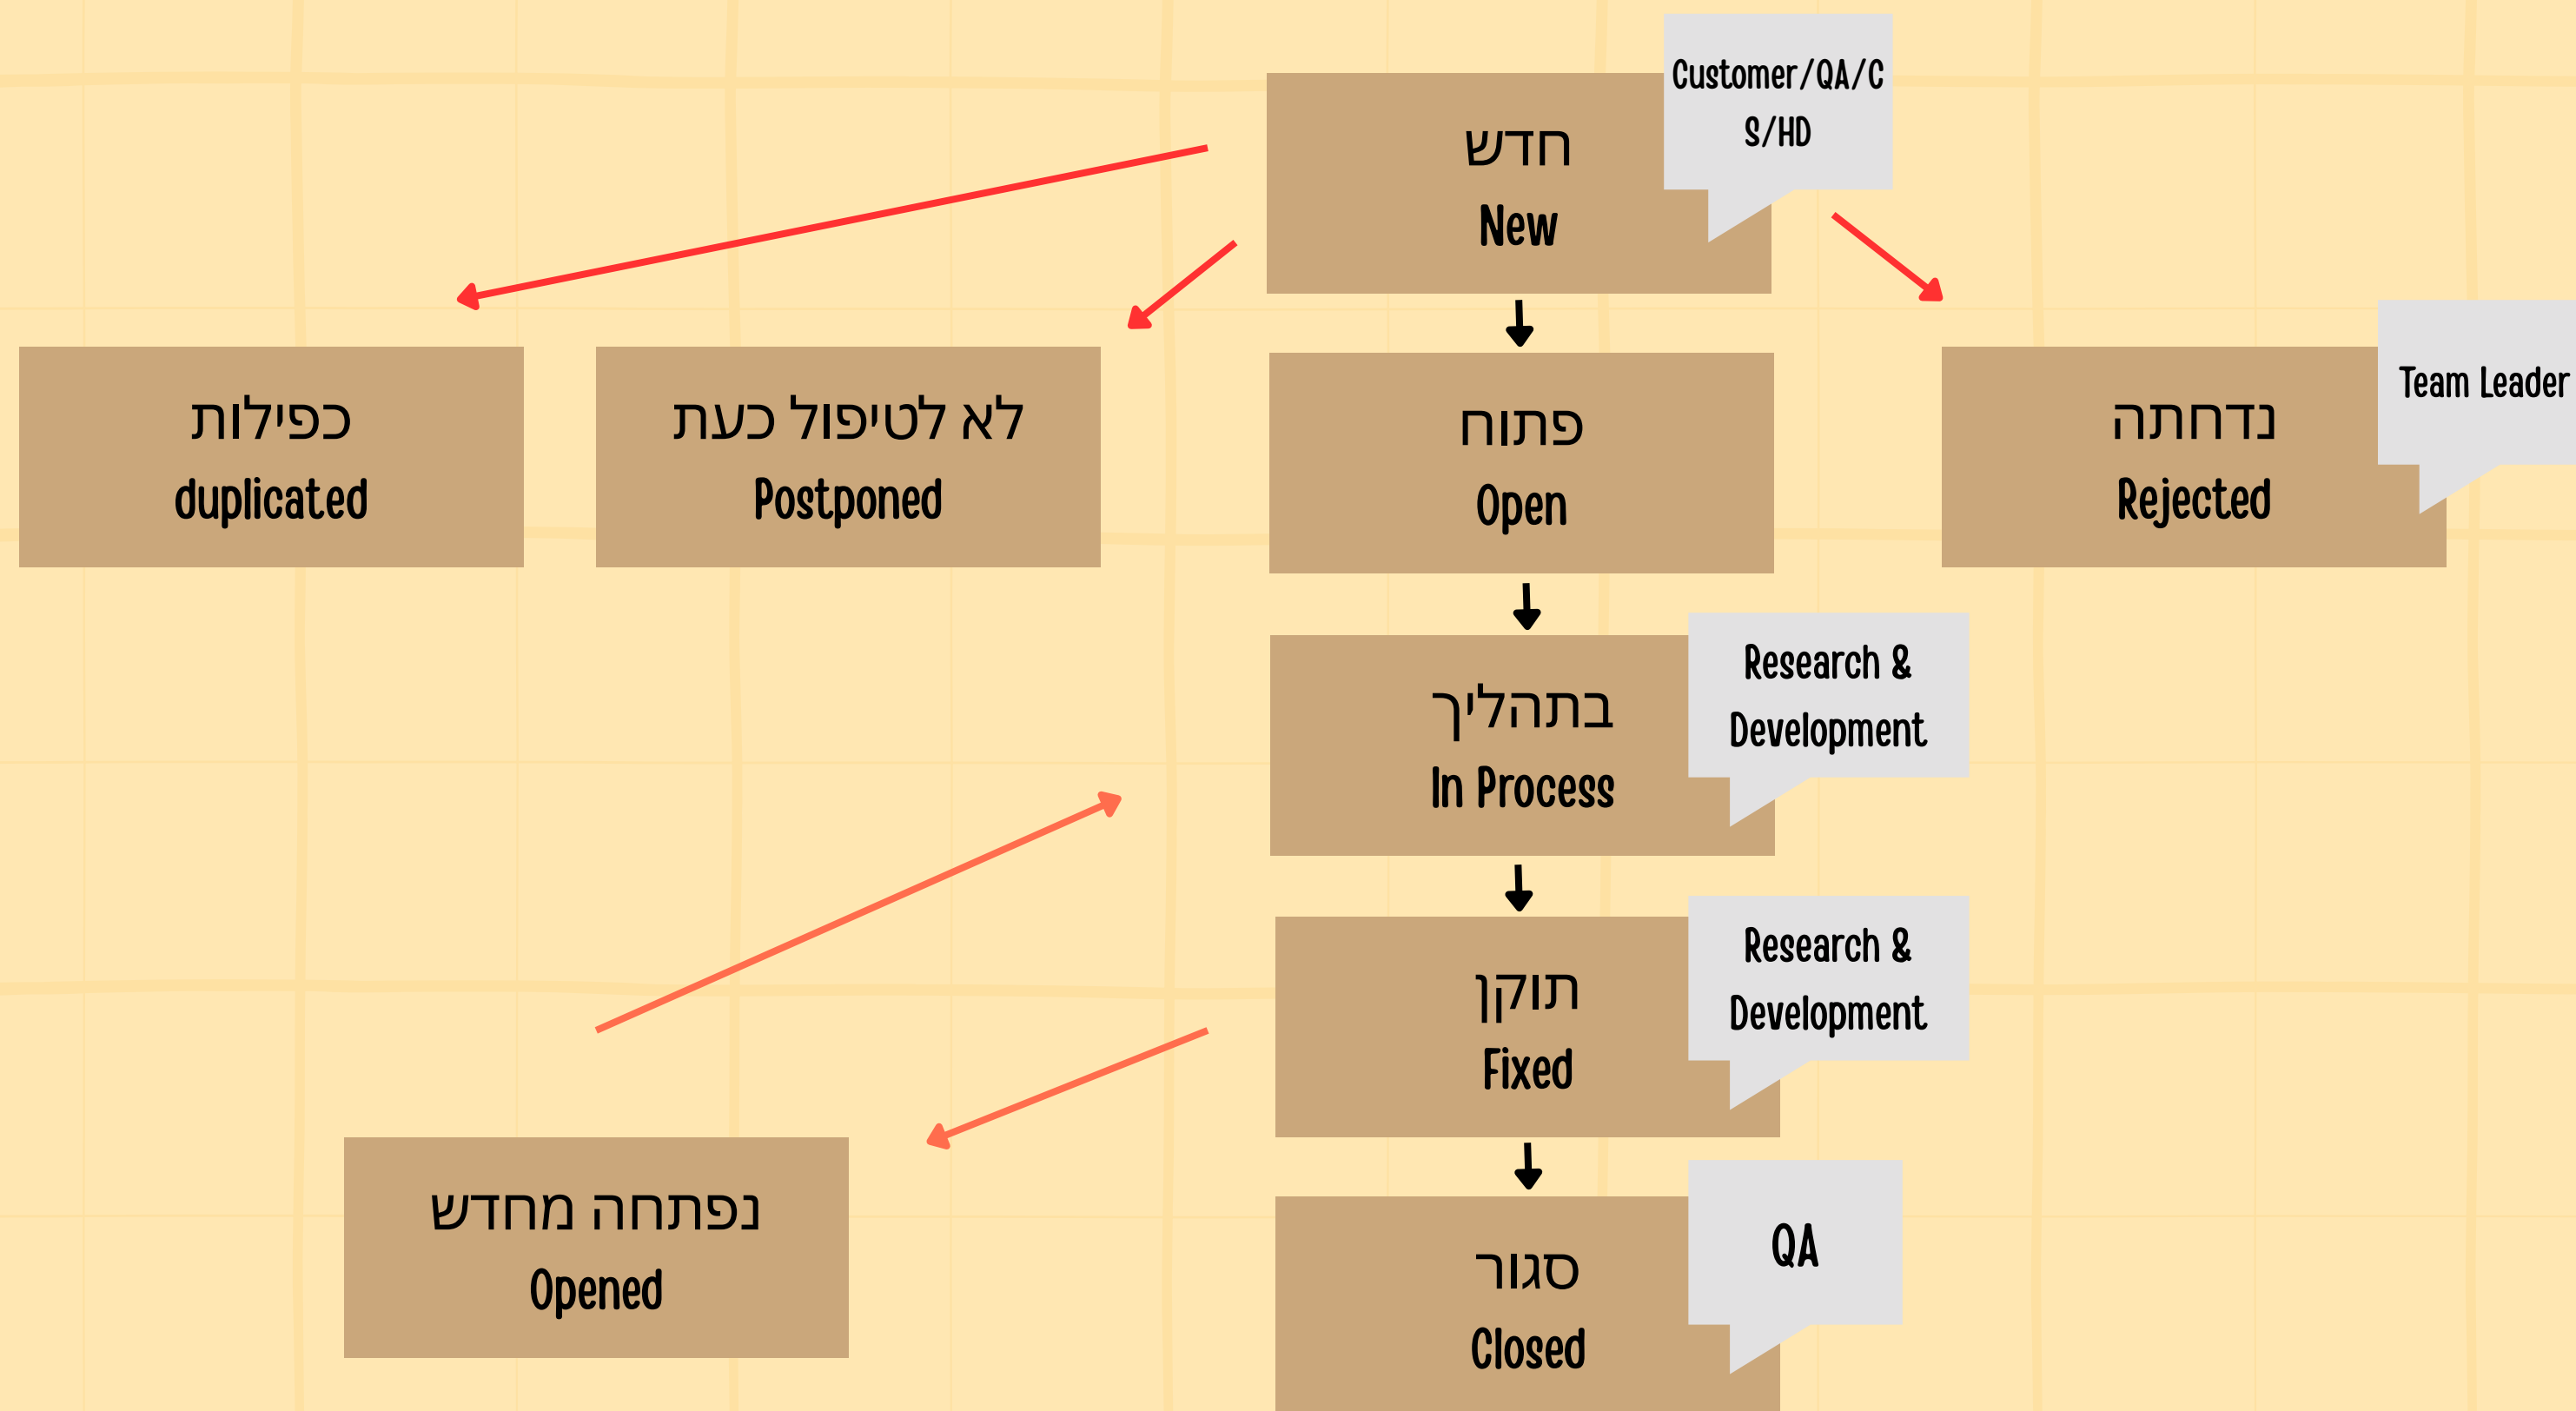 חדש
New
Customer/QA/C
S/HD
כפילות
duplicated
לא לטיפול כעת
Postponed
פתוח
Open
נדחתה
Rejected
Team Leader
בתהליך
In Process
Research &
Development
תוקן
Fixed
Research &
Development
נפתחה מחדש
Opened
סגור
Closed
QA